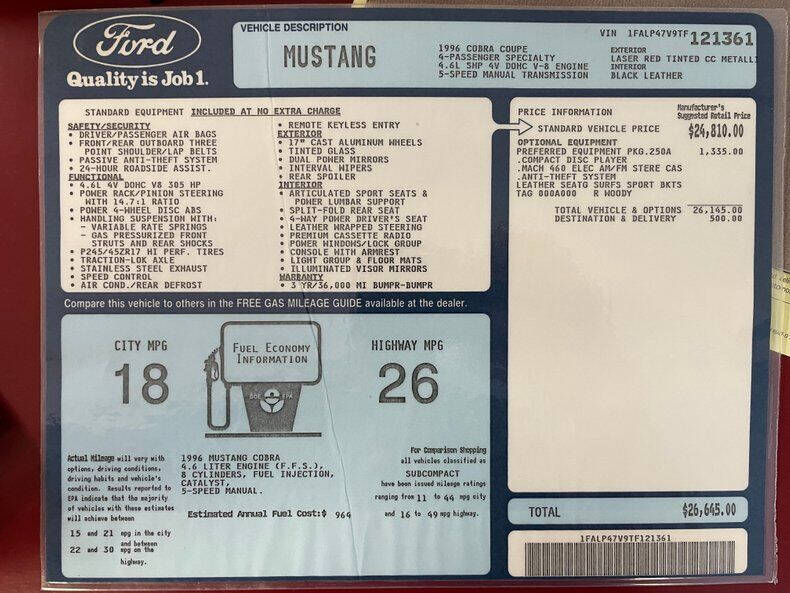 Ford
Quality is Job 1.
VEHICLE DESCRIPTION
MUSTANG
1996 COBRA COUPE
4-PASSENGER SPECIALTY
4.6L SHP 4V DOHC V-8 ENGINE
5-SPEED MANUAL TRANSMISSION
VIN 1FALP47V9TF121361
EXTERIOR
LASER RED TINTED CC METALLI
INTERIOR
BLACK LEATHER
STANDARD EQUIPMENT INCLUDED AT NO EXTRA CHARGE
SAFETY/SECURITY
• DRIVER/PASSENGER AIR BAGS
• FRONT/REAR OUTBOARD THREE
POINT SHOULDER/LAP BELTS
• PASSIVE ANTI-THEFT SYSTEM
• 24-HOUR ROADSIDE ASSIST.
FUNCTIONAL
• 4.6L 4V DOHC V8 305 HP
• POWER RACK/PINION STEERING
WITH 14.7:1 RATIO
• POWER 4-WHEEL DISC ABS
• HANDLING SUSPENSION WITH:
- VARIABLE RATE SPRINGS
- GAS PRESSURIZED FRONT
STRUTS AND REAR SHOCKS
• P245/45ZR17 HI PERF. TIRES
• TRACTION-LOK AXLE
• STAINLESS STEEL EXHAUST
• SPEED CONTROL
• AIR COND./REAR DEFROST
• REMOTE KEYLESS ENTRY
EXTERIOR
• 17" CAST ALUMINUM WHEELS
• TINTED GLASS
• DUAL POWER MIRRORS
• INTERVAL WIPERS
• REAR SPOILER
INTERIOR
• ARTICULATED SPORT SEATS &
POWER LUMBAR SUPPORT
• SPLIT-FOLD REAR SEAT
• 4-WAY POWER DRIVER'S SEAT
• LEATHER WRAPPED STEERING
• PREMIUM CASSETTE RADIO
• POWER WINDOWS/LOCK GROUP
• CONSOLE WITH ARMREST
• LIGHT GROUP & FLOOR MATS
• ILLUMINATED VISOR MIRRORS
WARRANTY
• 3 YR/36,000 MI BUMPR-BUMPR
PRICE INFORMATION
Manufacturer's
Suggested Retail Price
STANDARD VEHICLE PRICE $24,810.00
OPTIONAL EQUIPMENT
PREFERRED EQUIPMENT PKG.250A 1,335.00
.COMPACT DISC PLAYER
.MACH 460 ELEC AM/FM STERE CAS
.ANTI-THEFT SYSTEM
LEATHER SEATG SURFS SPORT BKTS
TAG 000A000 R WOODY
TOTAL VEHICLE & OPTIONS 26,145.00
DESTINATION & DELIVERY 500.00
Compare this vehicle to others in the FREE GAS MILEAGE GUIDE available at the dealer.
CITY MPG
18
FUEL ECONOMY
INFORMATION
DOE EPA
HIGHWAY MPG
26
Actual Mileage will vary with
options, driving conditions,
driving habits and vehicle's
condition. Results reported to
EPA indicate that the majority
of vehicles with these estimates
will achieve between
15 and 21 mpg in the city
and between
22 and 30 mpg on the
highway.
1996 MUSTANG COBRA
4.6 LITER ENGINE (F.F.S.),
8 CYLINDERS, FUEL INJECTION,
CATALYST,
5-SPEED MANUAL.
Estimated Annual Fuel Cost:$ 964
For Comparison Shopping
all vehicles classified as
SUBCOMPACT
have been issued mileage ratings
ranging from 11 to 44 mpg city
and 16 to 49 mpg highway.
TOTAL $26,645.00
1FALP47V9TF121361